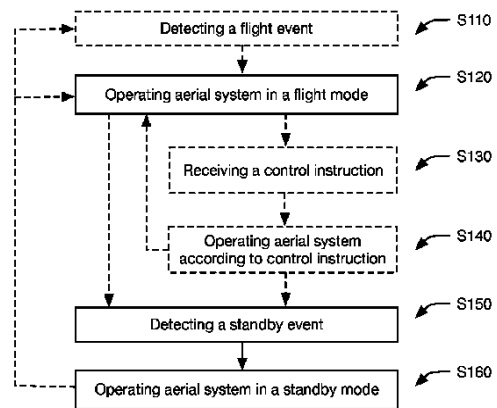 Detecting a flight event
S110
Operating aerial system in a flight mode
S120
Receiving a control instruction
S130
Operating aerial system
according to control instruction
S140
Detecting a standby event
S150
Operating aerial system in a standby mode
S160